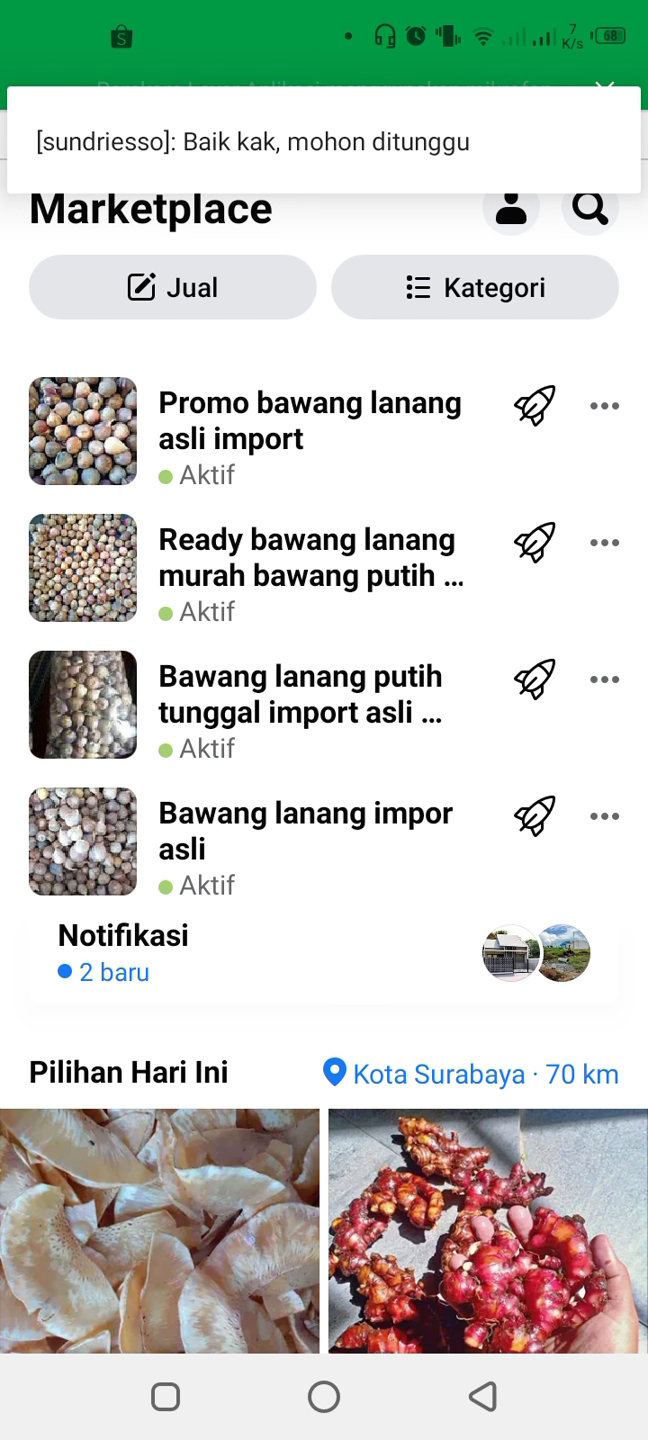 7
K/s
68
[sundriesso]: Baik kak, mohon ditunggu
Marketplace
Jual
Kategori
Promo bawang lanang
asli import
Aktif
Ready bawang lanang
murah bawang putih ...
Aktif
Bawang lanang putih
tunggal import asli ...
Aktif
Bawang lanang impor
asli
Aktif
Notifikasi
2 baru
Pilihan Hari Ini
Kota Surabaya · 70 km